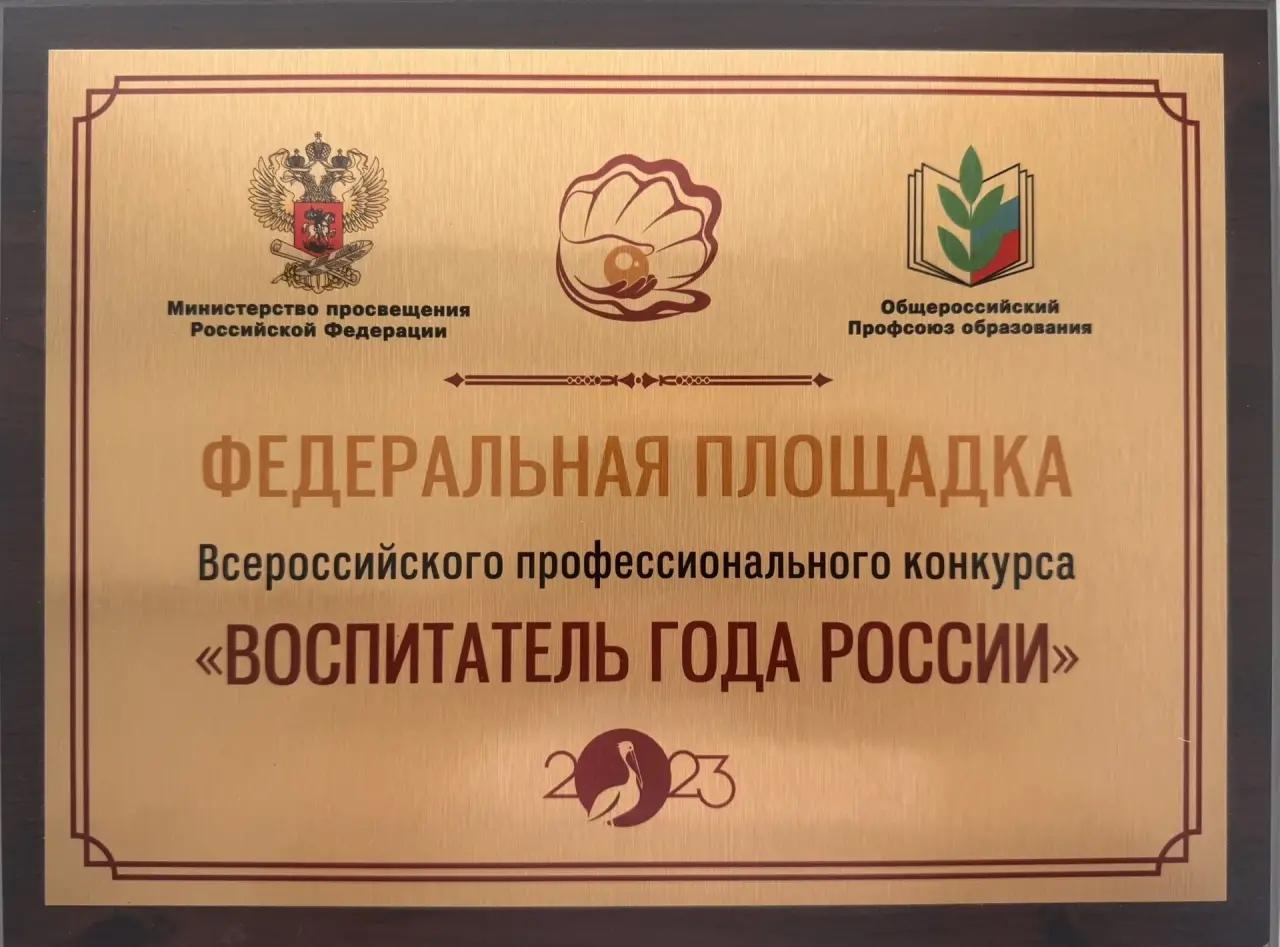 Министерство просвещения
Российской Федерации
Общероссийский
Профсоюз образования
ФЕДЕРАЛЬНАЯ ПЛОЩАДКА
Всероссийского профессионального конкурса
«ВОСПИТАТЕЛЬ ГОДА РОССИИ»
2023